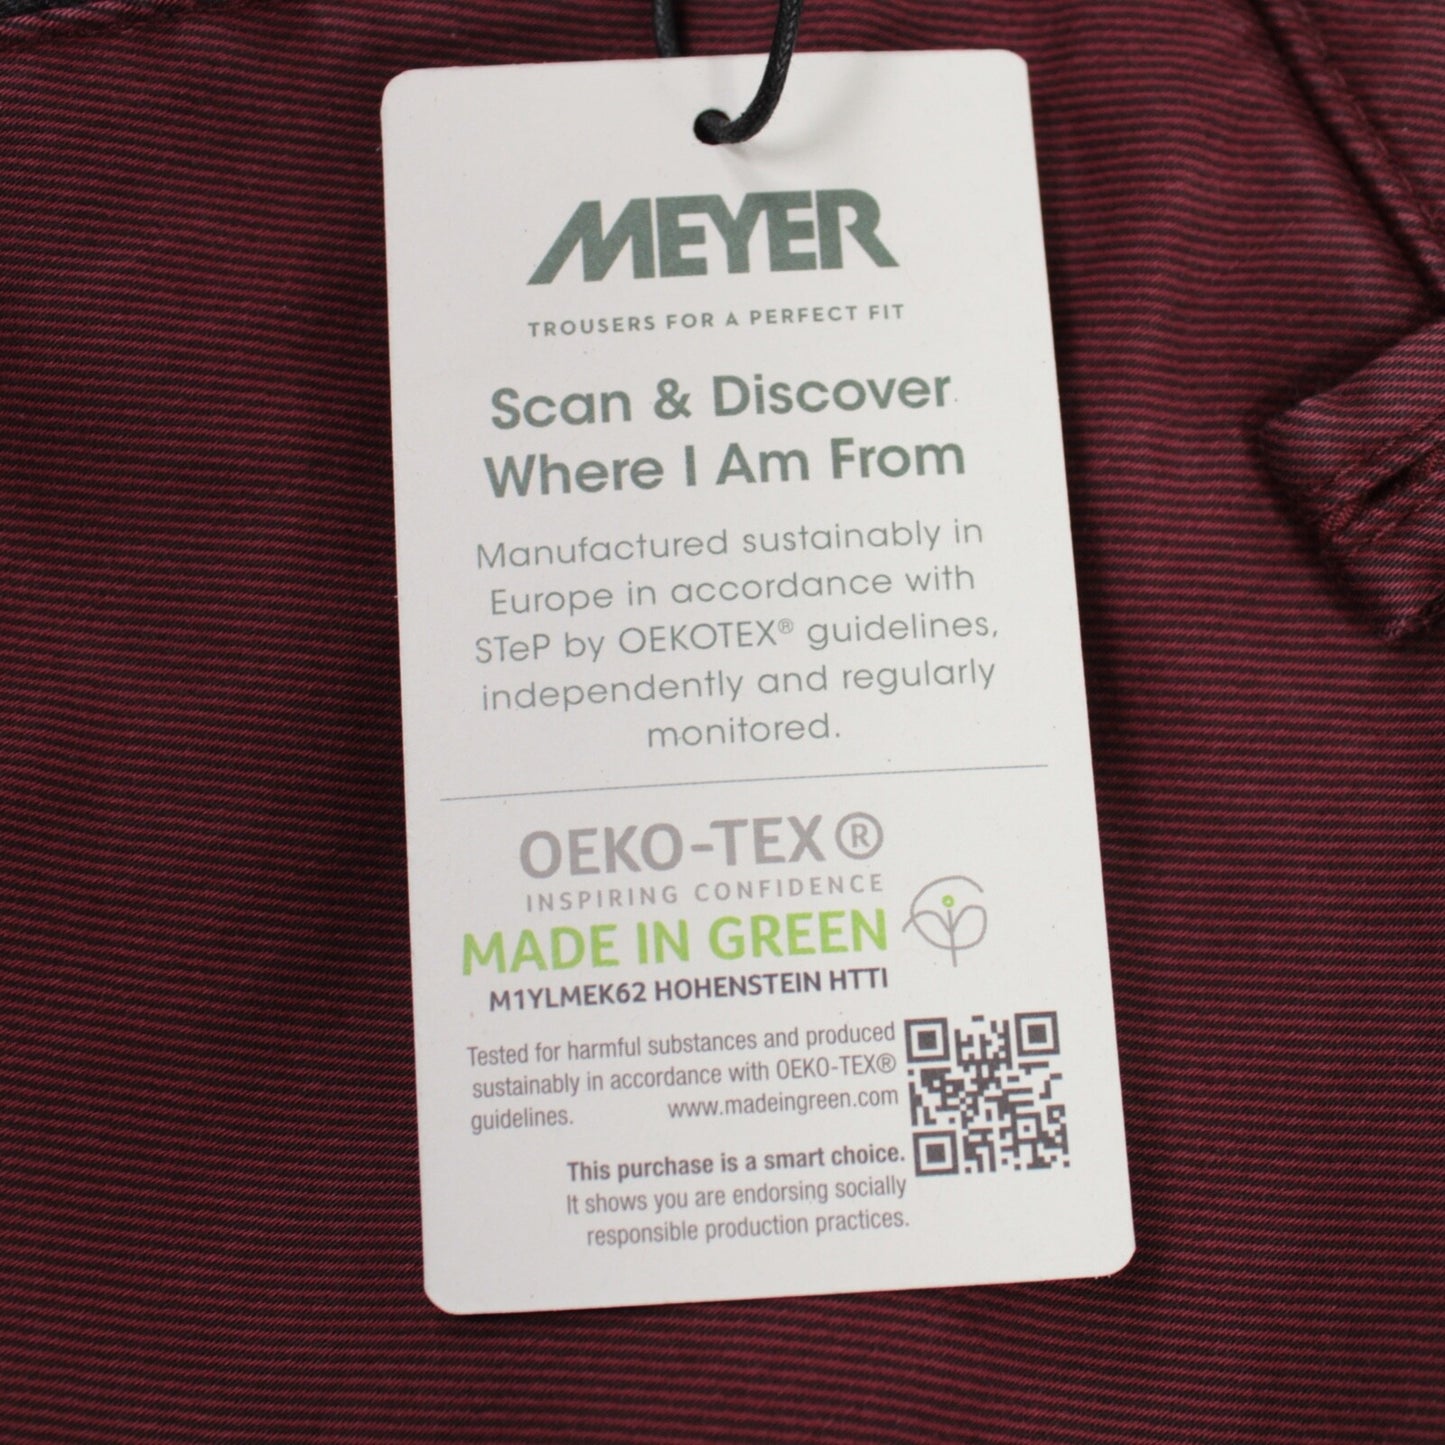 MEYER
TROUSERS FOR A PERFECT FIT
Scan & Discover
Where I Am From
Manufactured sustainably in
Europe in accordance with
STeP by OEKOTEX® guidelines,
independently and regularly
monitored.
OEKO-TEX®
INSPIRING CONFIDENCE
MADE IN GREEN
M1YLMEK62 HOHENSTEIN HTTI
Tested for harmful substances and produced
sustainably in accordance with OEKO-TEX®
guidelines. www.madeingreen.com
This purchase is a smart choice.
It shows you are endorsing socially
responsible production practices.